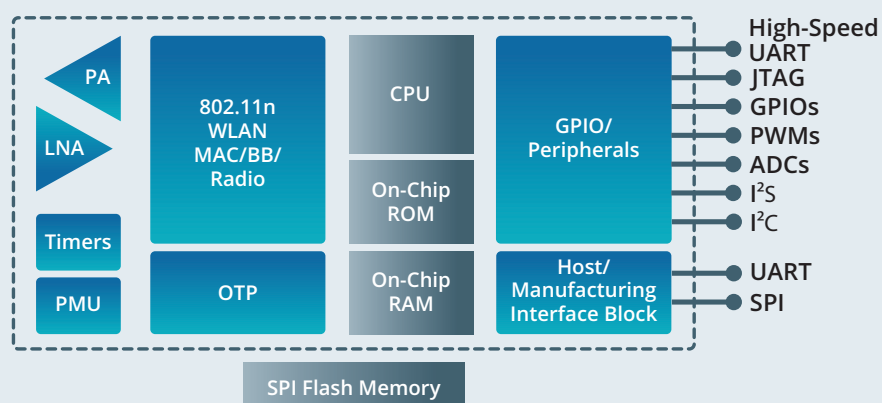 PA
LNA
Timers
PMU
802.11n
WLAN
MAC/BB/
Radio
OTP
CPU
On-Chip
ROM
On-Chip
RAM
GPIO/
Peripherals
Host/
Manufacturing
Interface Block
High-Speed
UART
JTAG
GPIOs
PWMs
ADCs
I²S
I²C
UART
SPI
SPI Flash Memory